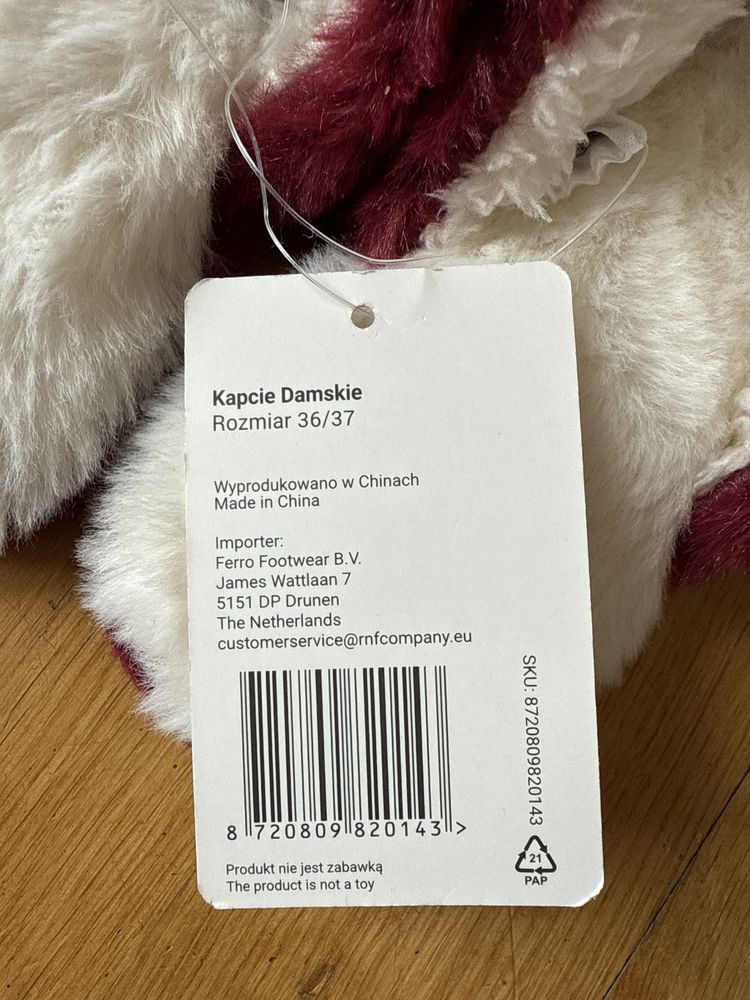 Kapcie Damskie
Rozmiar 36/37
Wyprodukowano w Chinach
Made in China
Importer:
Ferro Footwear B.V.
James Wattlaan 7
5151 DP Drunen
The Netherlands
customerservice@rnfcompany.eu
SKU: 8720809820143
8 720809 820143 >
Produkt nie jest zabawką
The product is not a toy
21
PAP